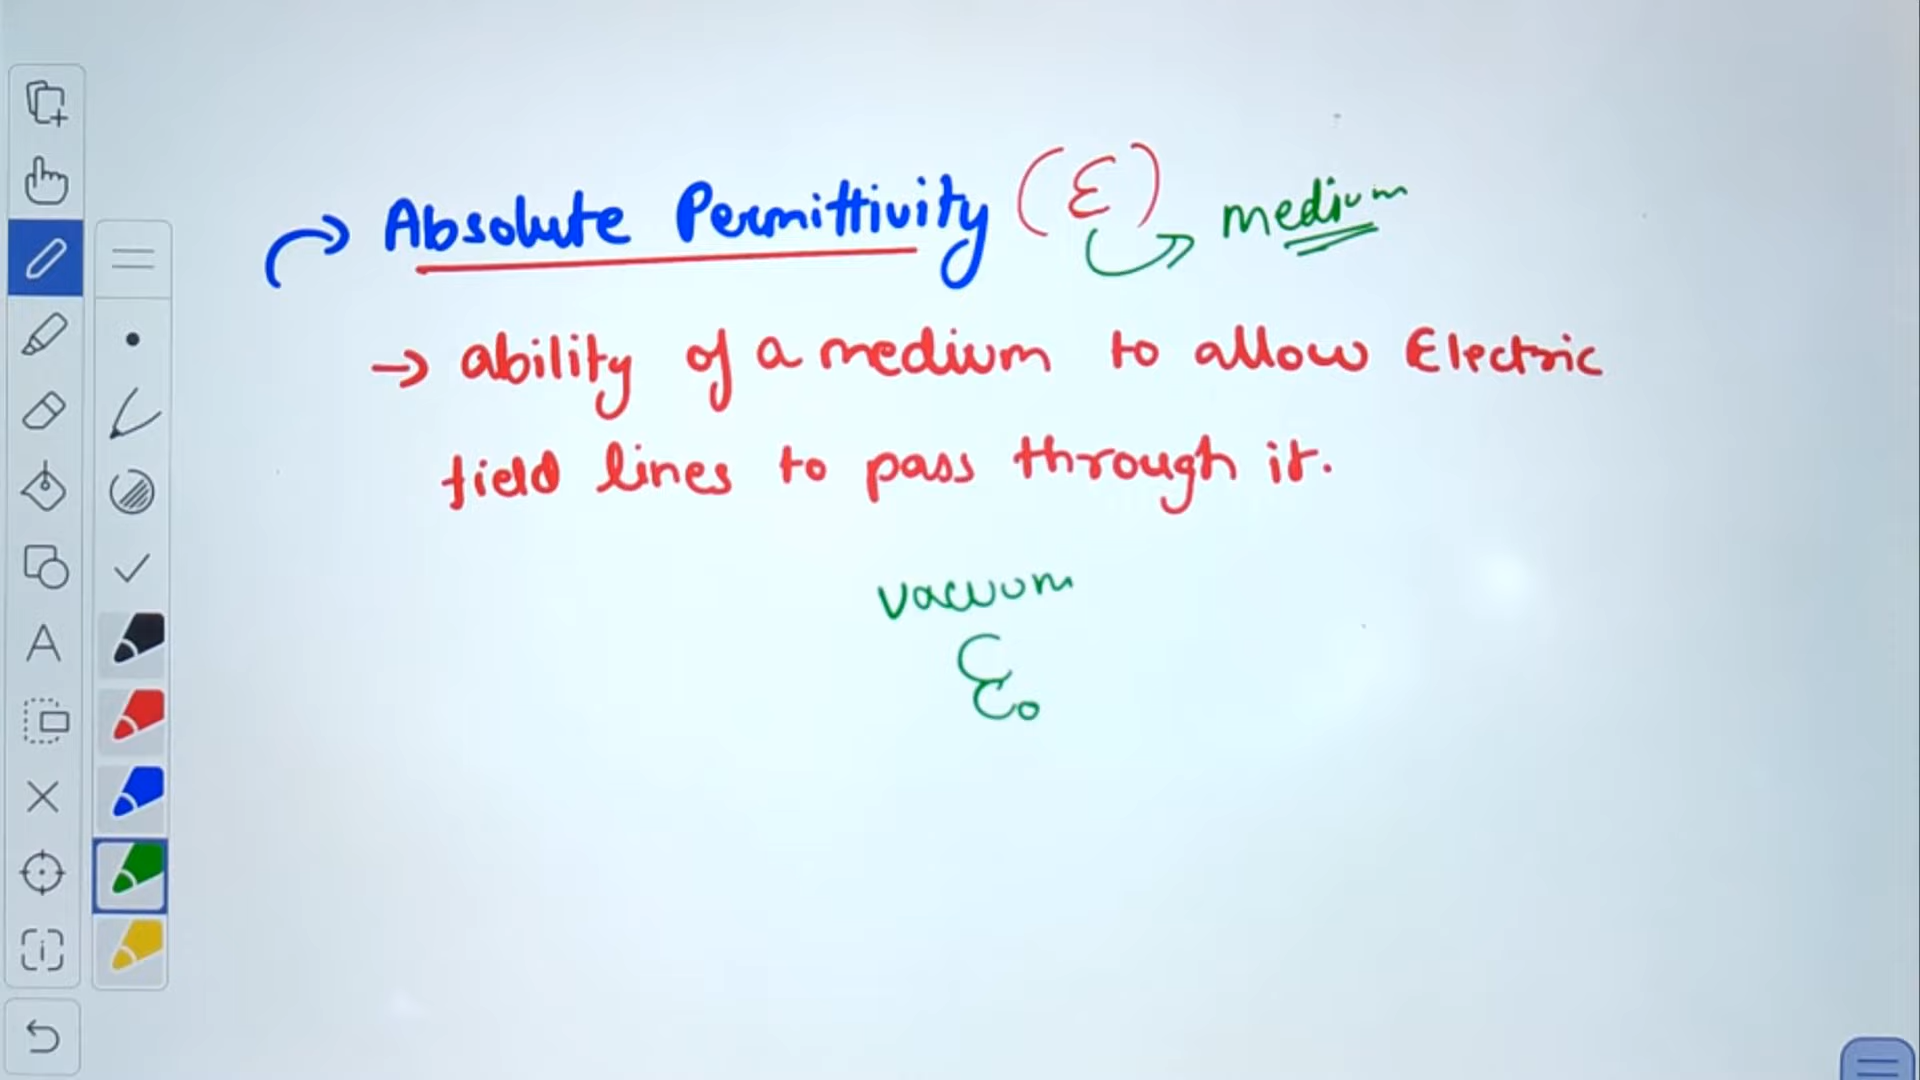 → Absolute Permittivity (ε) → medium
→ ability of a medium to allow Electric
field lines to pass through it.
vacuum
ε₀